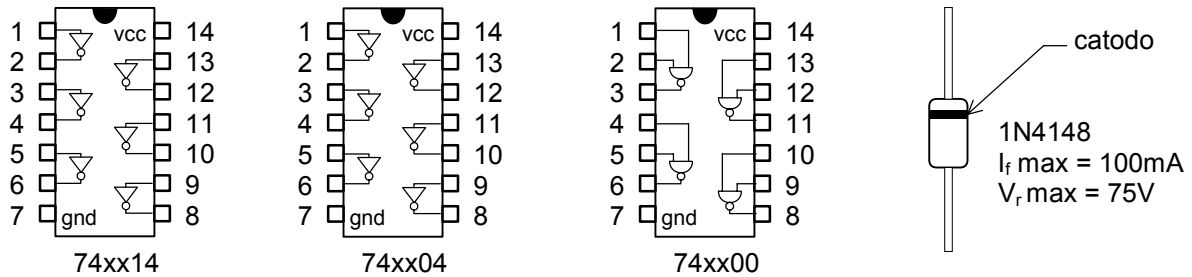 1 vcc 14
2 13
3 12
4 11
5 10
6 9
7 gnd 8
74xx14
1 vcc 14
2 13
3 12
4 11
5 10
6 9
7 gnd 8
74xx04
1 vcc 14
2 13
3 12
4 11
5 10
6 9
7 gnd 8
74xx00
catodo
1N4148
If max = 100mA
Vr max = 75V